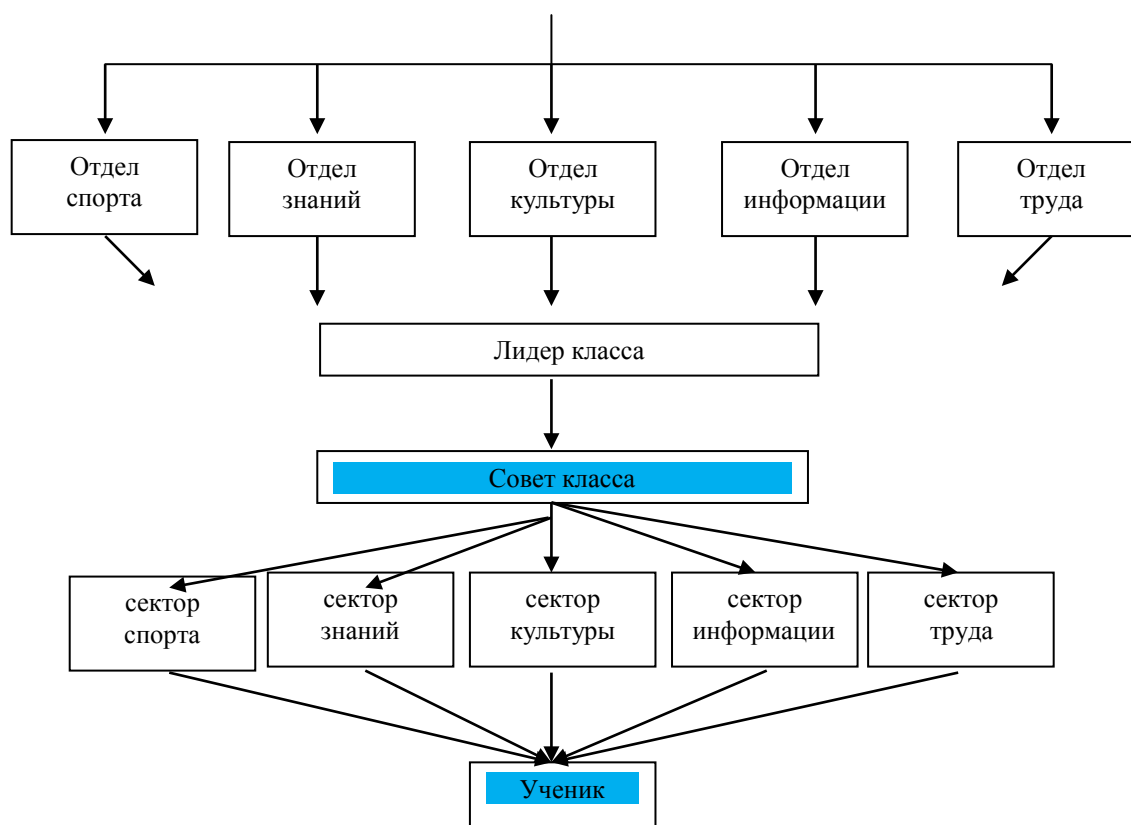 Отдел
спорта
Отдел
знаний
Отдел
культуры
Отдел
информации
Отдел
труда
Лидер класса
Совет класса
сектор
спорта
сектор
знаний
сектор
культуры
сектор
информации
сектор
труда
Ученик